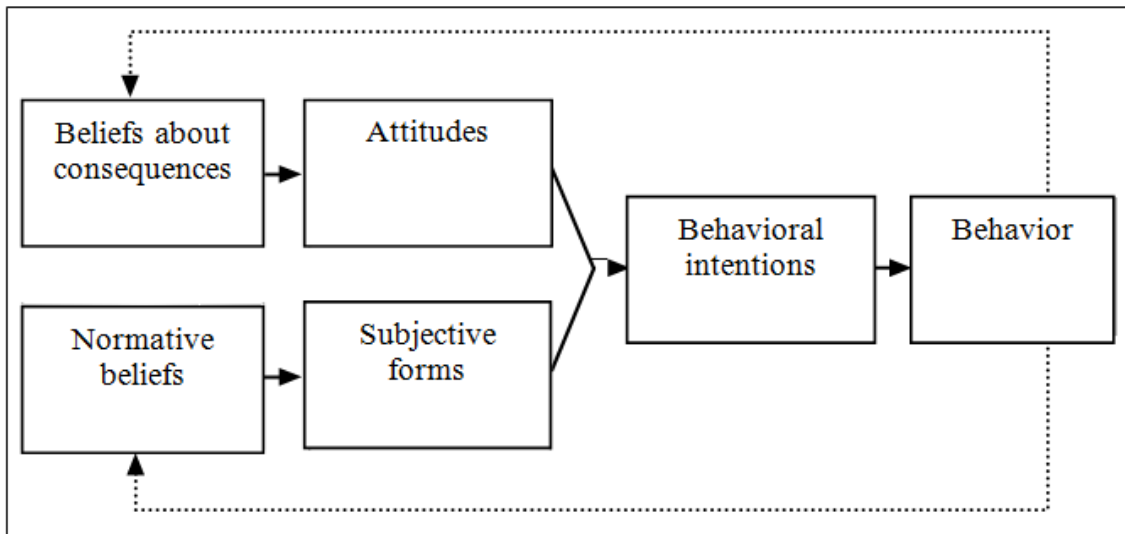 Beliefs about
consequences
Attitudes
Normative
beliefs
Subjective
forms
Behavioral
intentions
Behavior